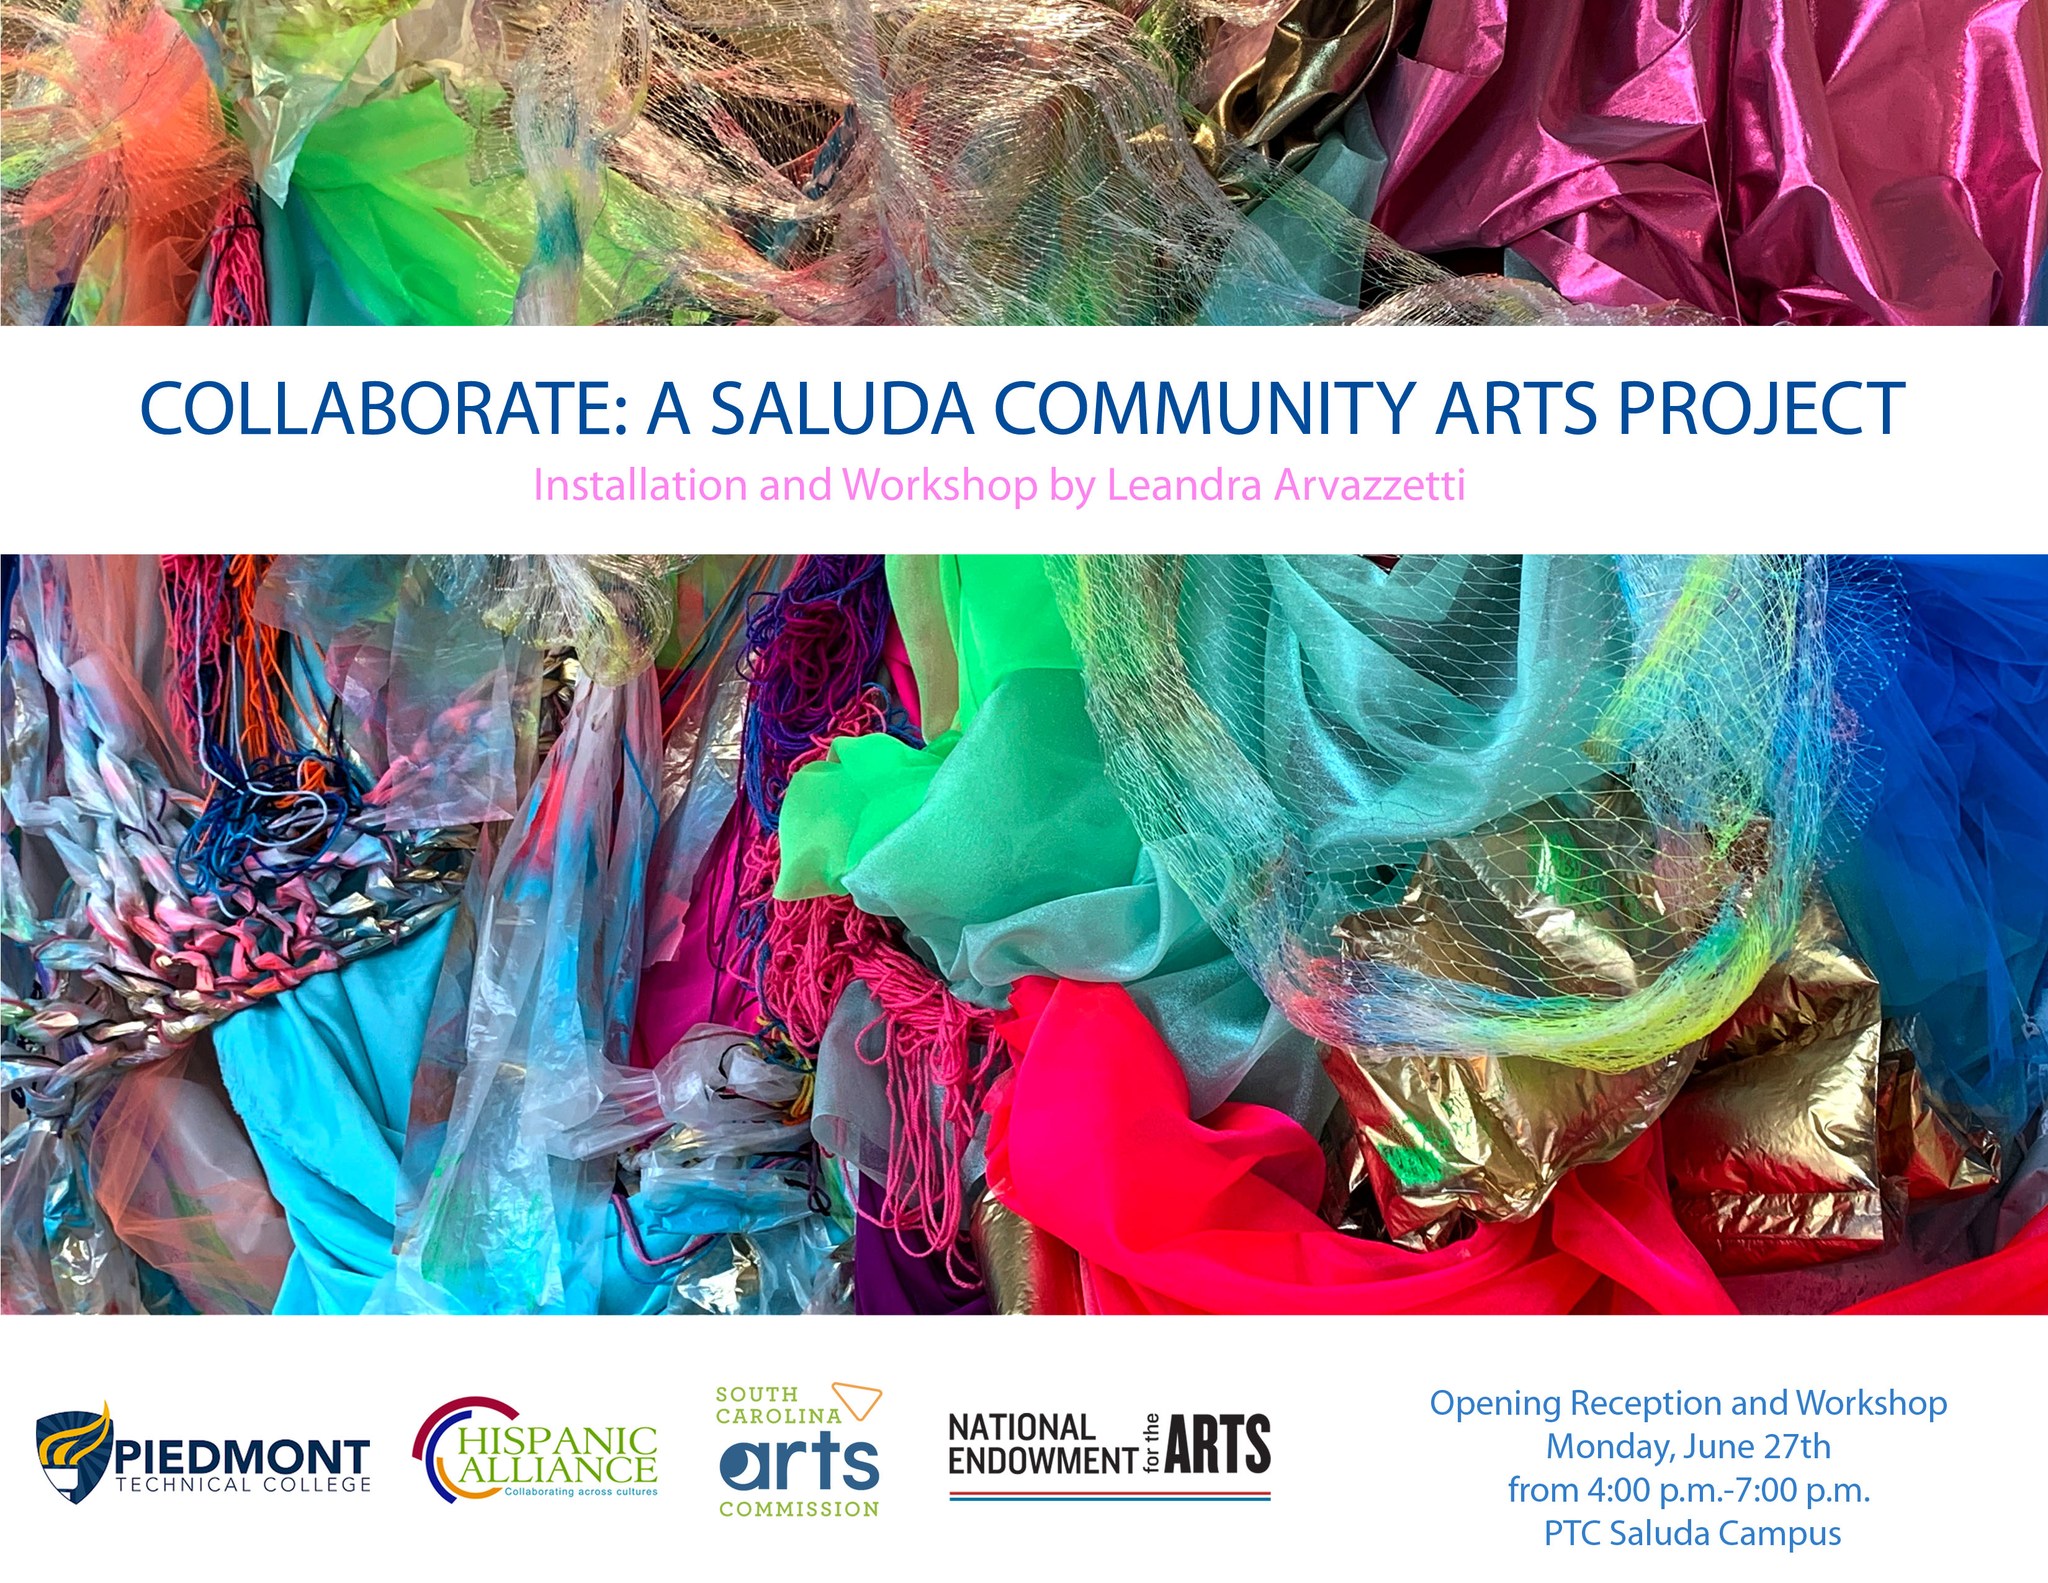 COLLABORATE: A SALUDA COMMUNITY ARTS PROJECT
Installation and Workshop by Leandra Arvazzetti
PIEDMONT
TECHNICAL COLLEGE
HISPANIC
ALLIANCE
Collaborating across cultures
SOUTH
CAROLINA
arts
COMMISSION
NATIONAL
ENDOWMENT
for the
ARTS
Opening Reception and Workshop
Monday, June 27th
from 4:00 p.m.-7:00 p.m.
PTC Saluda Campus